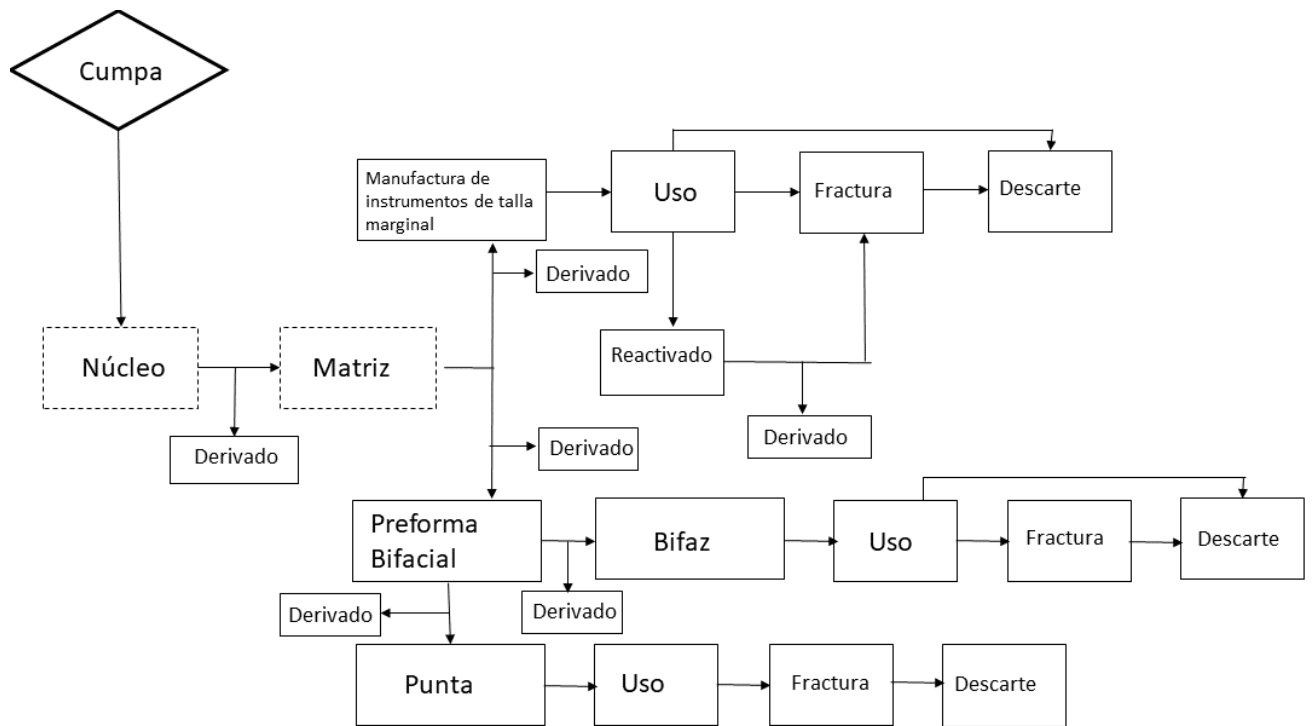 Cumpa
Manufactura de
instrumentos de talla
marginal
Uso
Fractura
Descarte
Derivado
Núcleo
Matriz
Reactivado
Derivado
Derivado
Derivado
Preforma
Bifacial
Bifaz
Uso
Fractura
Descarte
Derivado
Derivado
Punta
Uso
Fractura
Descarte